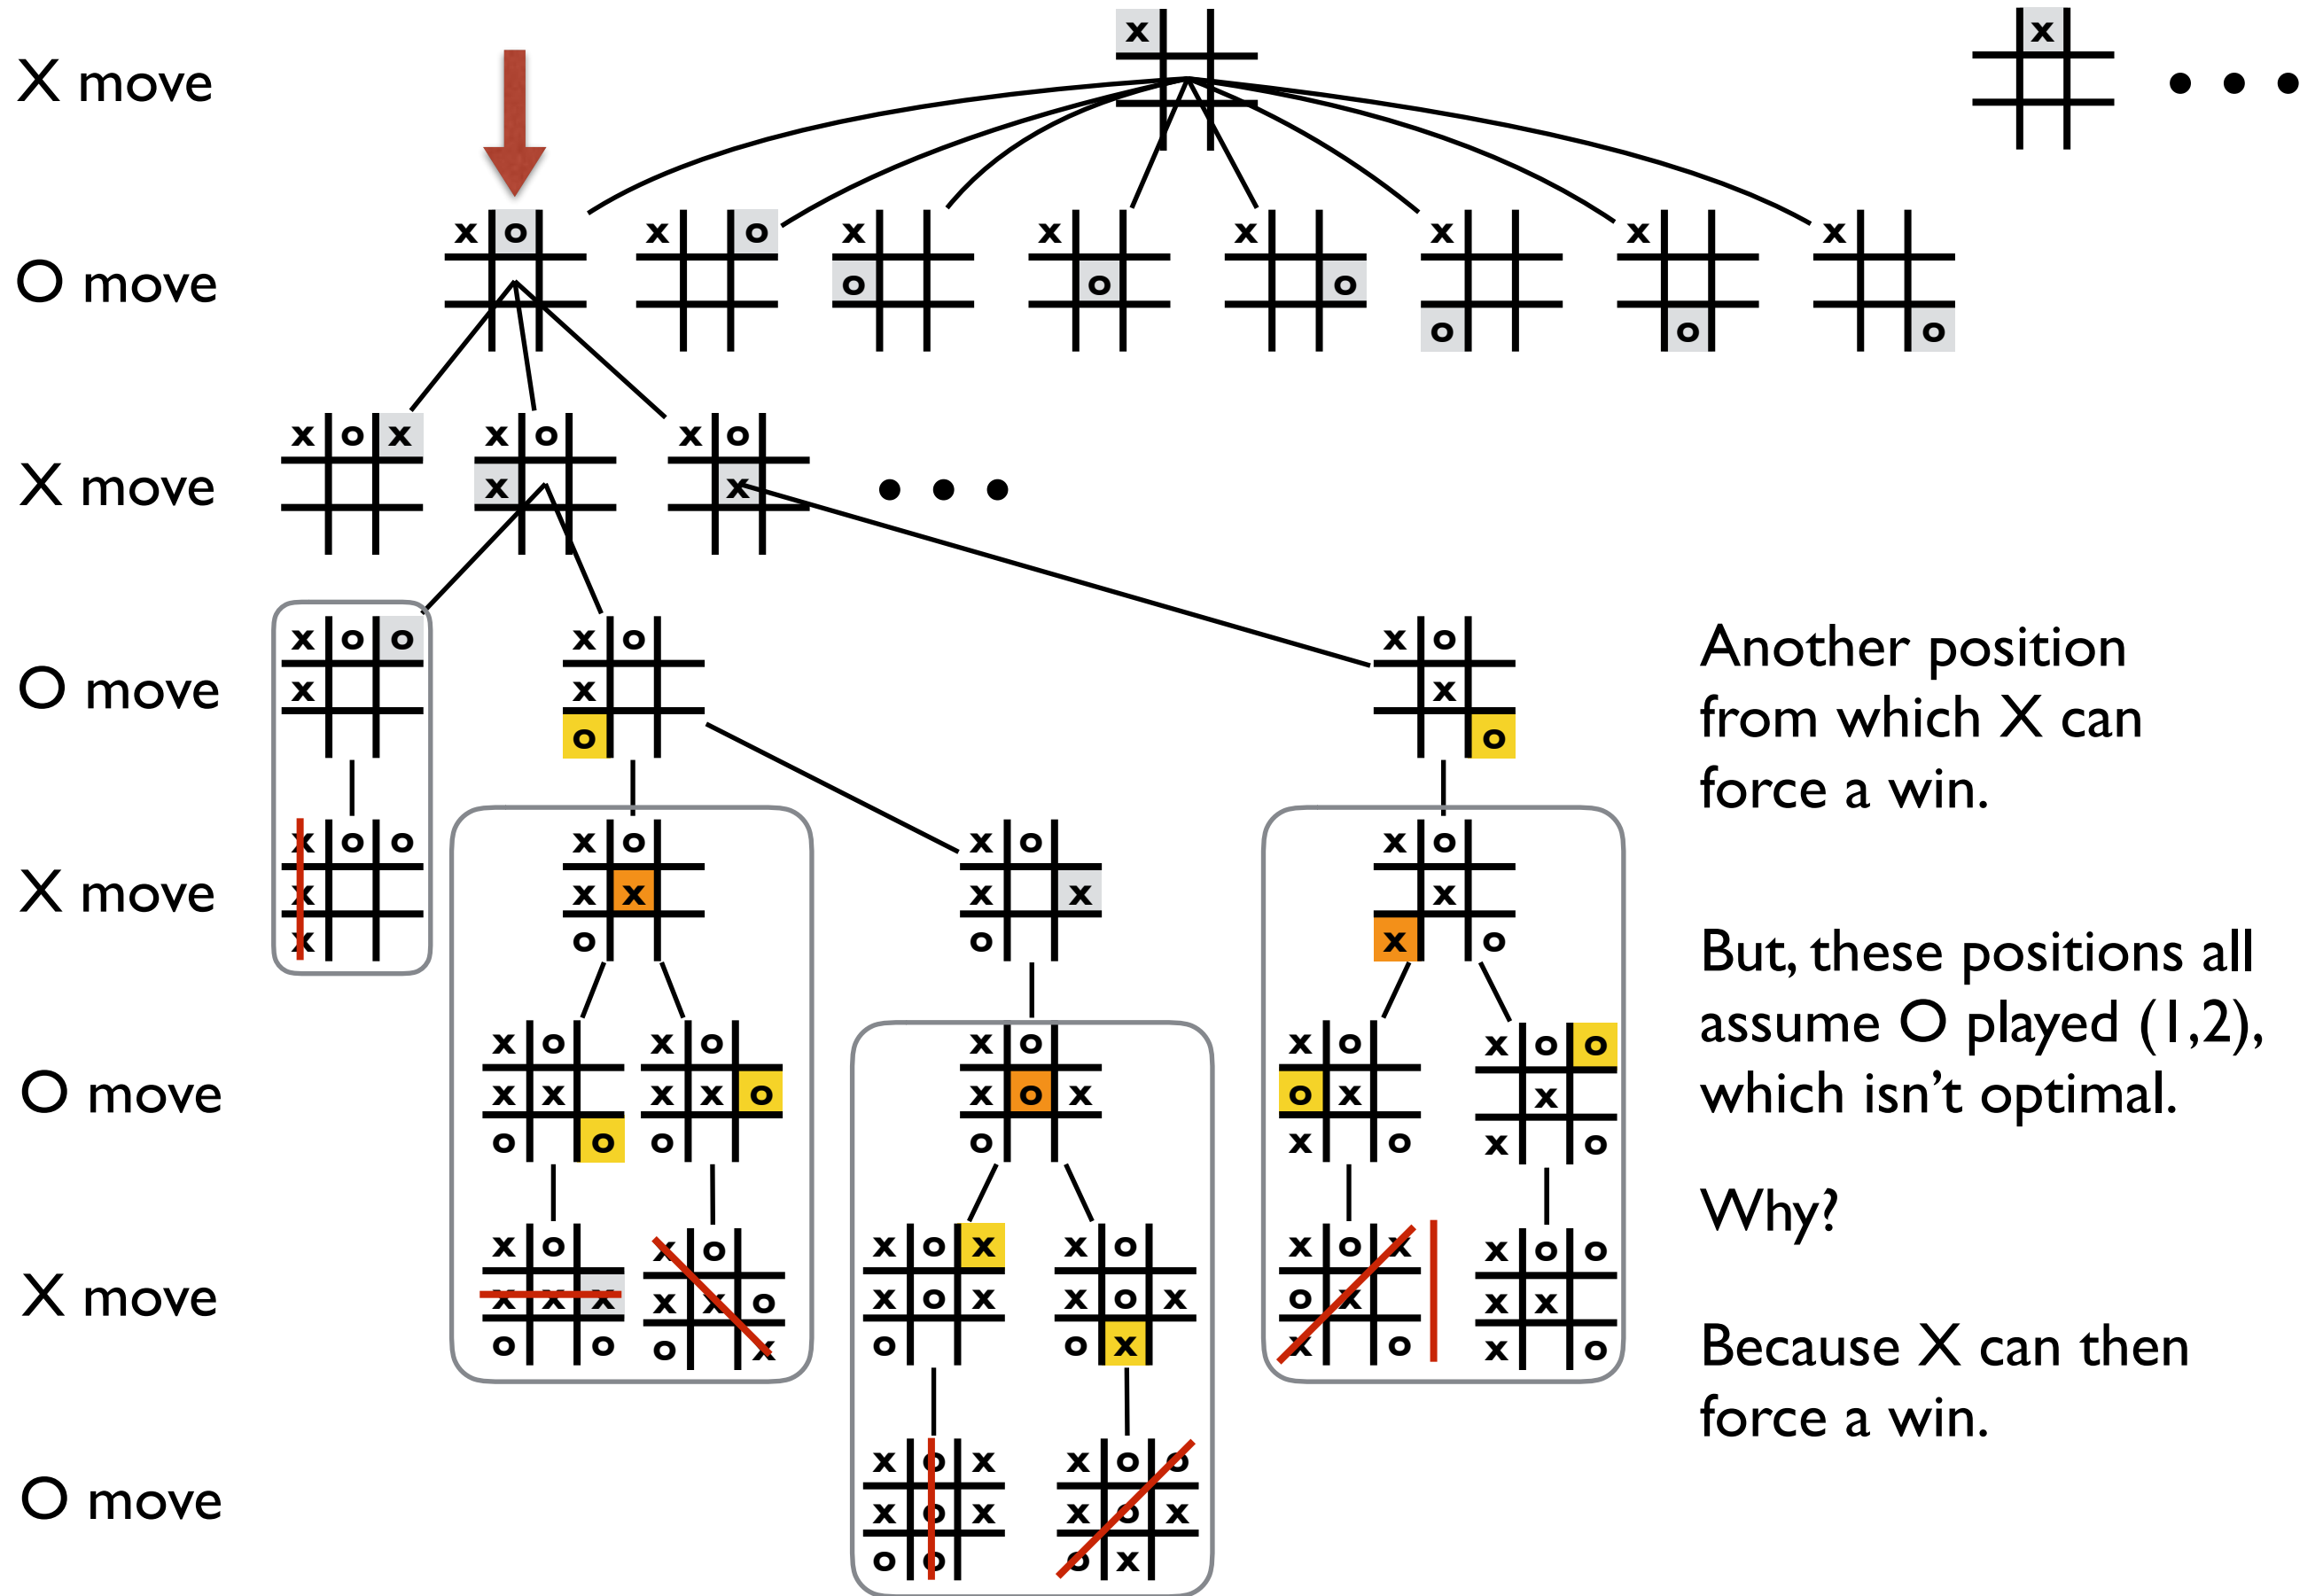 x x
X move
x o x o x x x x x x
O move o o o
o o o
x o x x o x o
X move x x
x o o x o x o
O move x x x
o o
x o o x o x o x o
X move x x x x x x
x o o x o
x o x o x o x o x o o
O move x x x x o x o x o x x
o o o o x o x o
x o x o x o x x o x o x x o o
X move x x x x x o x o x x o x o x x x
o o o x o o x x o x o
x o x x o o
O move x o x x o x
o o o x
Another position
from which X can
force a win.
But, these positions all
assume O played (1,2),
which isn't optimal.
Why?
Because X can then
force a win.